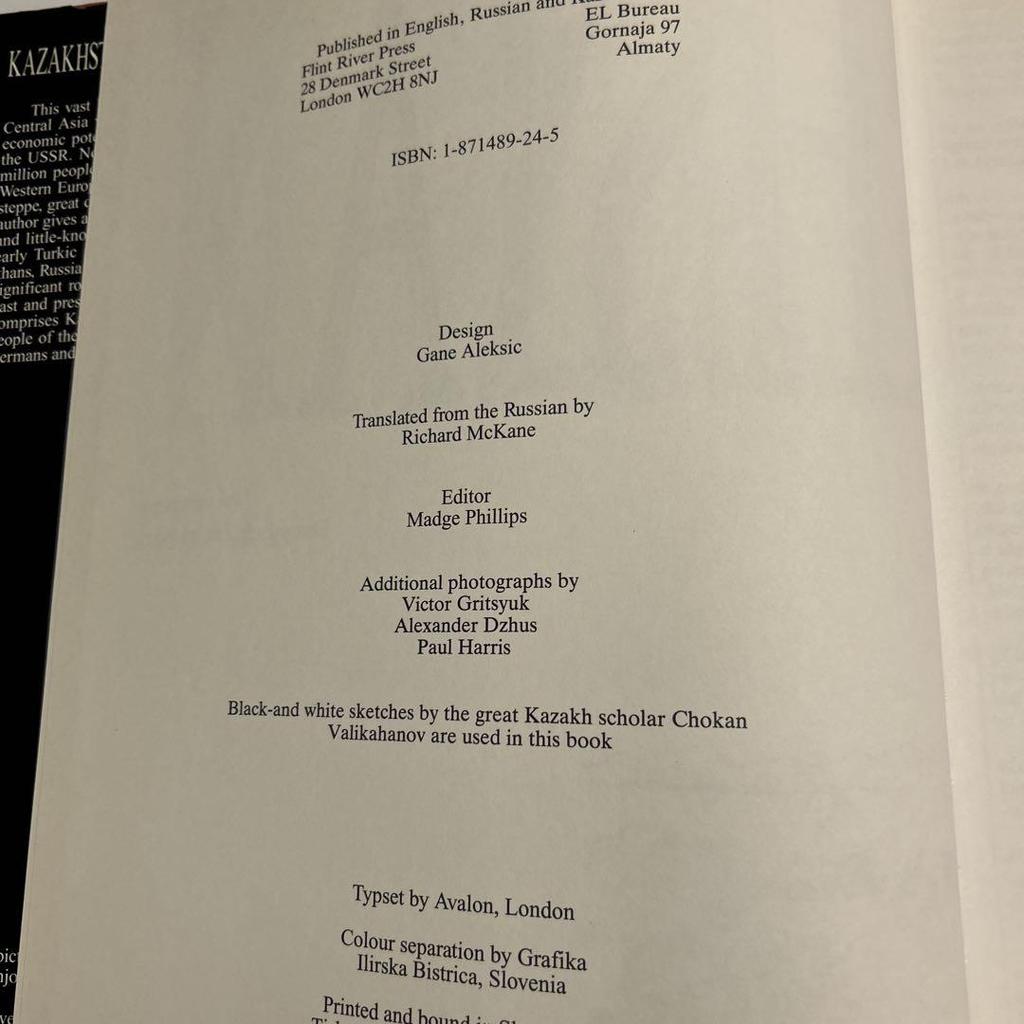 KAZAKHST
This vast
Central Asia
economic pot
the USSR. N
million peopl
Western Euro
steppe, great
author gives a
and little-kno
early Turkic
hans, Russia
ignificant ro
ast and pres
omprises K
eople of the
ermans and
Published in English, Russian and
Flint River Press
28 Denmark Street
London WC2H 8NJ
EL Bureau
Gornaja 97
Almaty
ISBN: 1-871489-24-5
Design
Gane Aleksic
Translated from the Russian by
Richard McKane
Editor
Madge Phillips
Additional photographs by
Victor Gritsyuk
Alexander Dzhus
Paul Harris
Black-and white sketches by the great Kazakh scholar Chokan
Valikahanov are used in this book
Typset by Avalon, London
Colour separation by Grafika
Ilirska Bistrica, Slovenia
Printed and bound in